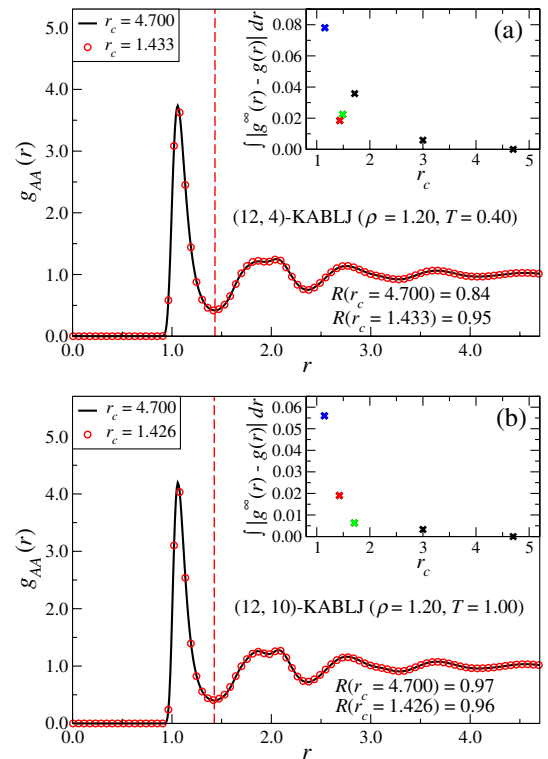 (a)
r_c = 4.700
r_c = 1.433
g_AA(r)
5.0
4.0
3.0
2.0
1.0
0.0
∫ |g^∞(r) - g(r)| dr
0.08
0.06
0.04
0.02
0.00
1 2 3 4 5
r_c
(12, 4)-KABLJ (ρ = 1.20, T = 0.40)
R(r_c = 4.700) = 0.84
R(r_c = 1.433) = 0.95
0.0 1.0 2.0 3.0 4.0
r
(b)
r_c = 4.700
r_c = 1.426
g_AA(r)
5.0
4.0
3.0
2.0
1.0
0.0
∫ |g^∞(r) - g(r)| dr
0.06
0.05
0.04
0.03
0.02
0.01
0.00
1 2 3 4 5
r_c
(12, 10)-KABLJ (ρ = 1.20, T = 1.00)
R(r_c = 4.700) = 0.97
R(r_c = 1.426) = 0.96
0.0 1.0 2.0 3.0 4.0
r